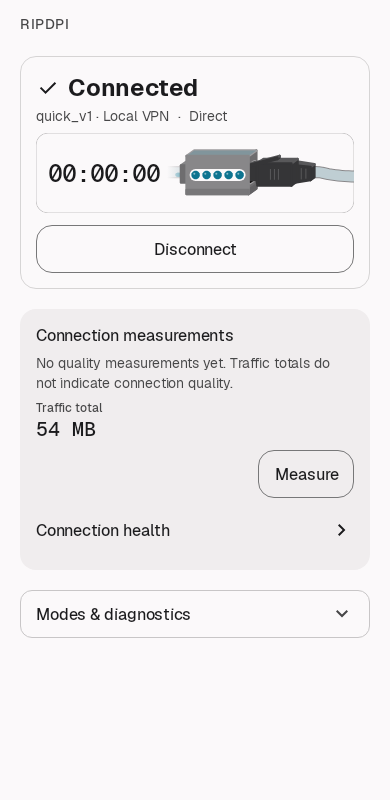 RIPDPI
Connected
quick_v1 · Local VPN · Direct
00:00:00
Disconnect
Connection measurements
No quality measurements yet. Traffic totals do
not indicate connection quality.
Traffic total
54 MB
Measure
Connection health
Modes & diagnostics